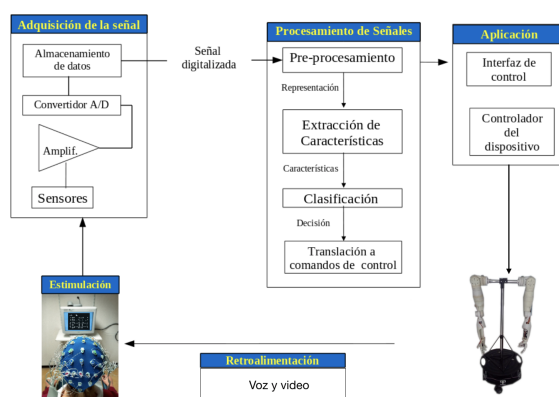 Adquisición de la señal
Almacenamiento
de datos
Convertidor A/D
Amplif.
Sensores
Señal
digitalizada
Procesamiento de Señales
Pre-procesamiento
Representación
Extracción de
Características
Características
Clasificación
Decisión
Translación a
comandos de control
Aplicación
Interfaz de
control
Controlador
del
dispositivo
Estimulación
Retroalimentación
Voz y video